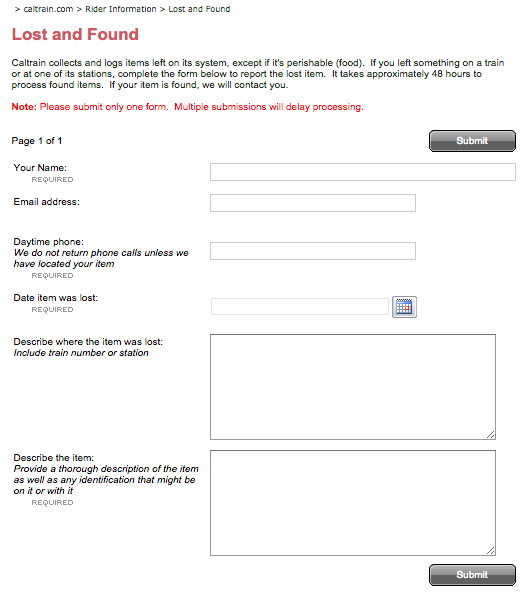 > caltrain.com > Rider Information > Lost and Found
Lost and Found
Caltrain collects and logs items left on its system, except if it's perishable (food).  If you left something on a train
or at one of its stations, complete the form below to report the lost item.  It takes approximately 48 hours to
process found items.  If your item is found, we will contact you.
Note: Please submit only one form.  Multiple submissions will delay processing.
Page 1 of 1
Submit
Your Name:
REQUIRED
Email address:
Daytime phone:
We do not return phone calls unless we
have located your item
REQUIRED
Date item was lost:
REQUIRED
Describe where the item was lost:
Include train number or station
Describe the item:
Provide a thorough description of the item
as well as any identification that might be
on it or with it
REQUIRED
Submit